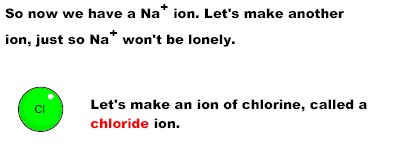 So now we have a Na⁺ ion. Let's make another
ion, just so Na⁺ won't be lonely.
Cl
Let's make an ion of chlorine, called a
chloride ion.